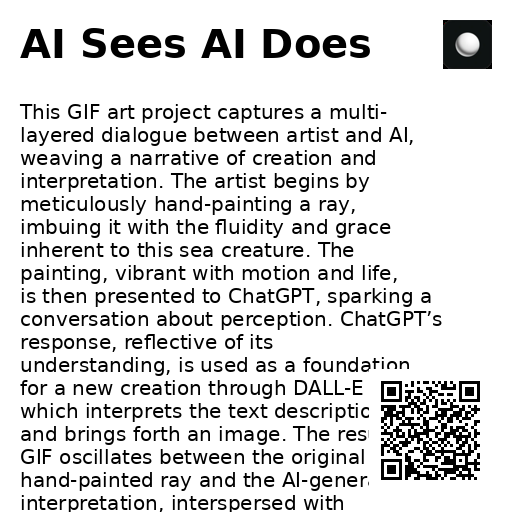 AI Sees AI Does
This GIF art project captures a multi-
layered dialogue between artist and AI,
weaving a narrative of creation and
interpretation. The artist begins by
meticulously hand-painting a ray,
imbuing it with the fluidity and grace
inherent to this sea creature. The
painting, vibrant with motion and life,
is then presented to ChatGPT, sparking a
conversation about perception. ChatGPT’s
response, reflective of its
understanding, is used as a foundation
for a new creation through DALL-E
which interprets the text descriptio
and brings forth an image. The resu
GIF oscillates between the original
hand-painted ray and the AI-genera
interpretation, interspersed with